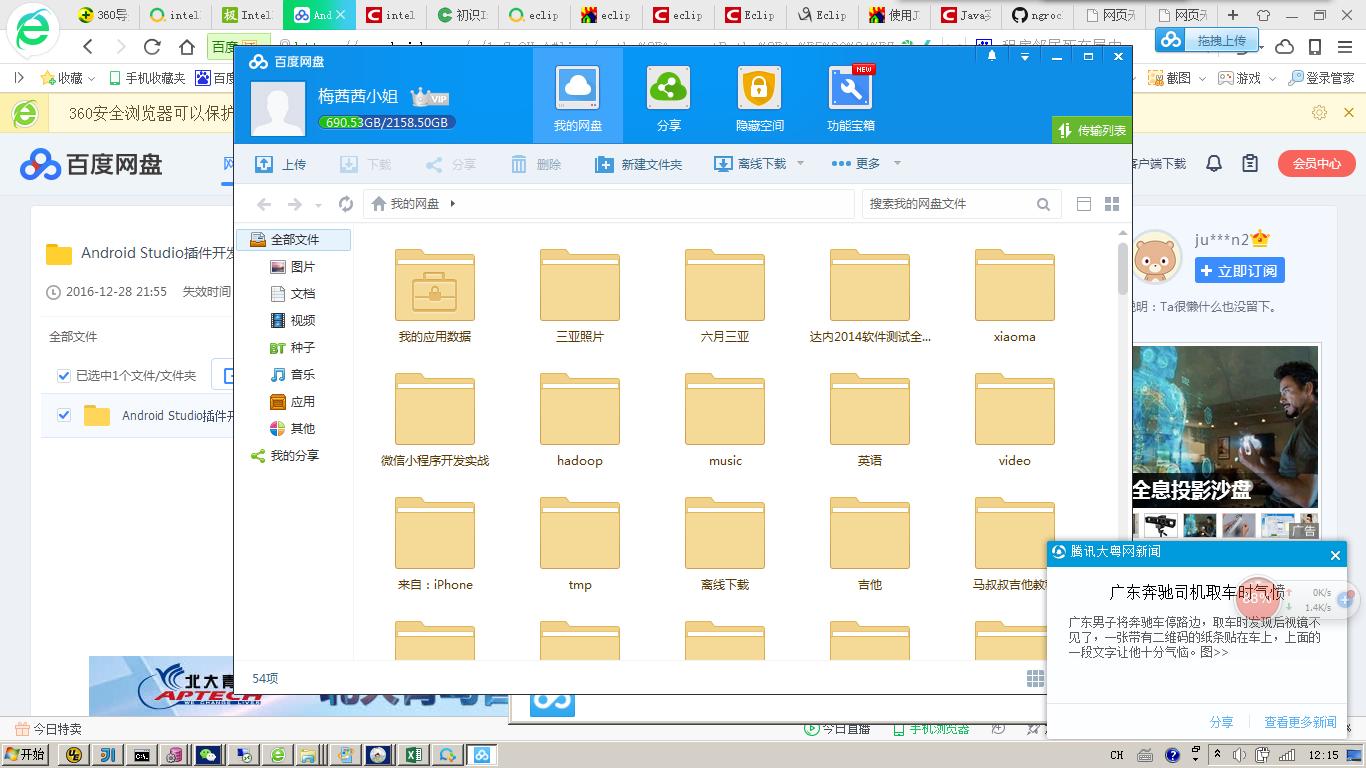 360导
intel
Intel
And
intel
初识I
eclip
eclip
eclip
Eclip
Eclip
使用J
Java
ngroc
网页
网页
百度
拖拽上传
收藏
手机收藏夹
百度
截图
游戏
登录管家
360安全浏览器可以保护
百度网盘
客户端下载
会员中心
Android Studio插件开发
2016-12-28 21:55 失效时间
全部文件
已选中1个文件/文件夹
Android Studio插件开
百度网盘
梅茜茜小姐 VIP
690.53GB/2158.50GB
我的网盘
分享
隐藏空间
NEW
功能宝箱
传输列表
上传
下载
分享
删除
新建文件夹
离线下载
更多
我的网盘
搜索我的网盘文件
全部文件
图片
文档
视频
BT 种子
音乐
应用
其他
我的分享
我的应用数据
三亚照片
六月三亚
达内2014软件测试全...
xiaoma
微信小程序开发实战
hadoop
music
英语
video
来自：iPhone
tmp
离线下载
吉他
马叔叔吉他教程
54项
ju***n2
+ 立即订阅
说明：Ta很懒什么也没留下。
全息投影沙盘
广告
腾讯大粤网新闻
广东奔驰司机取车时气愤
广东男子将奔驰车停路边，取车时发现后视镜不
见了，一张带有二维码的纸条贴在车上，上面的
一段文字让他十分气恼。图>>
分享
查看更多新闻
88%
0K/s
1.4K/s
北大青
APTECH
WE CHANGE LIVES
今日特卖
今日直播
手机浏览器
开始
CH
12:15